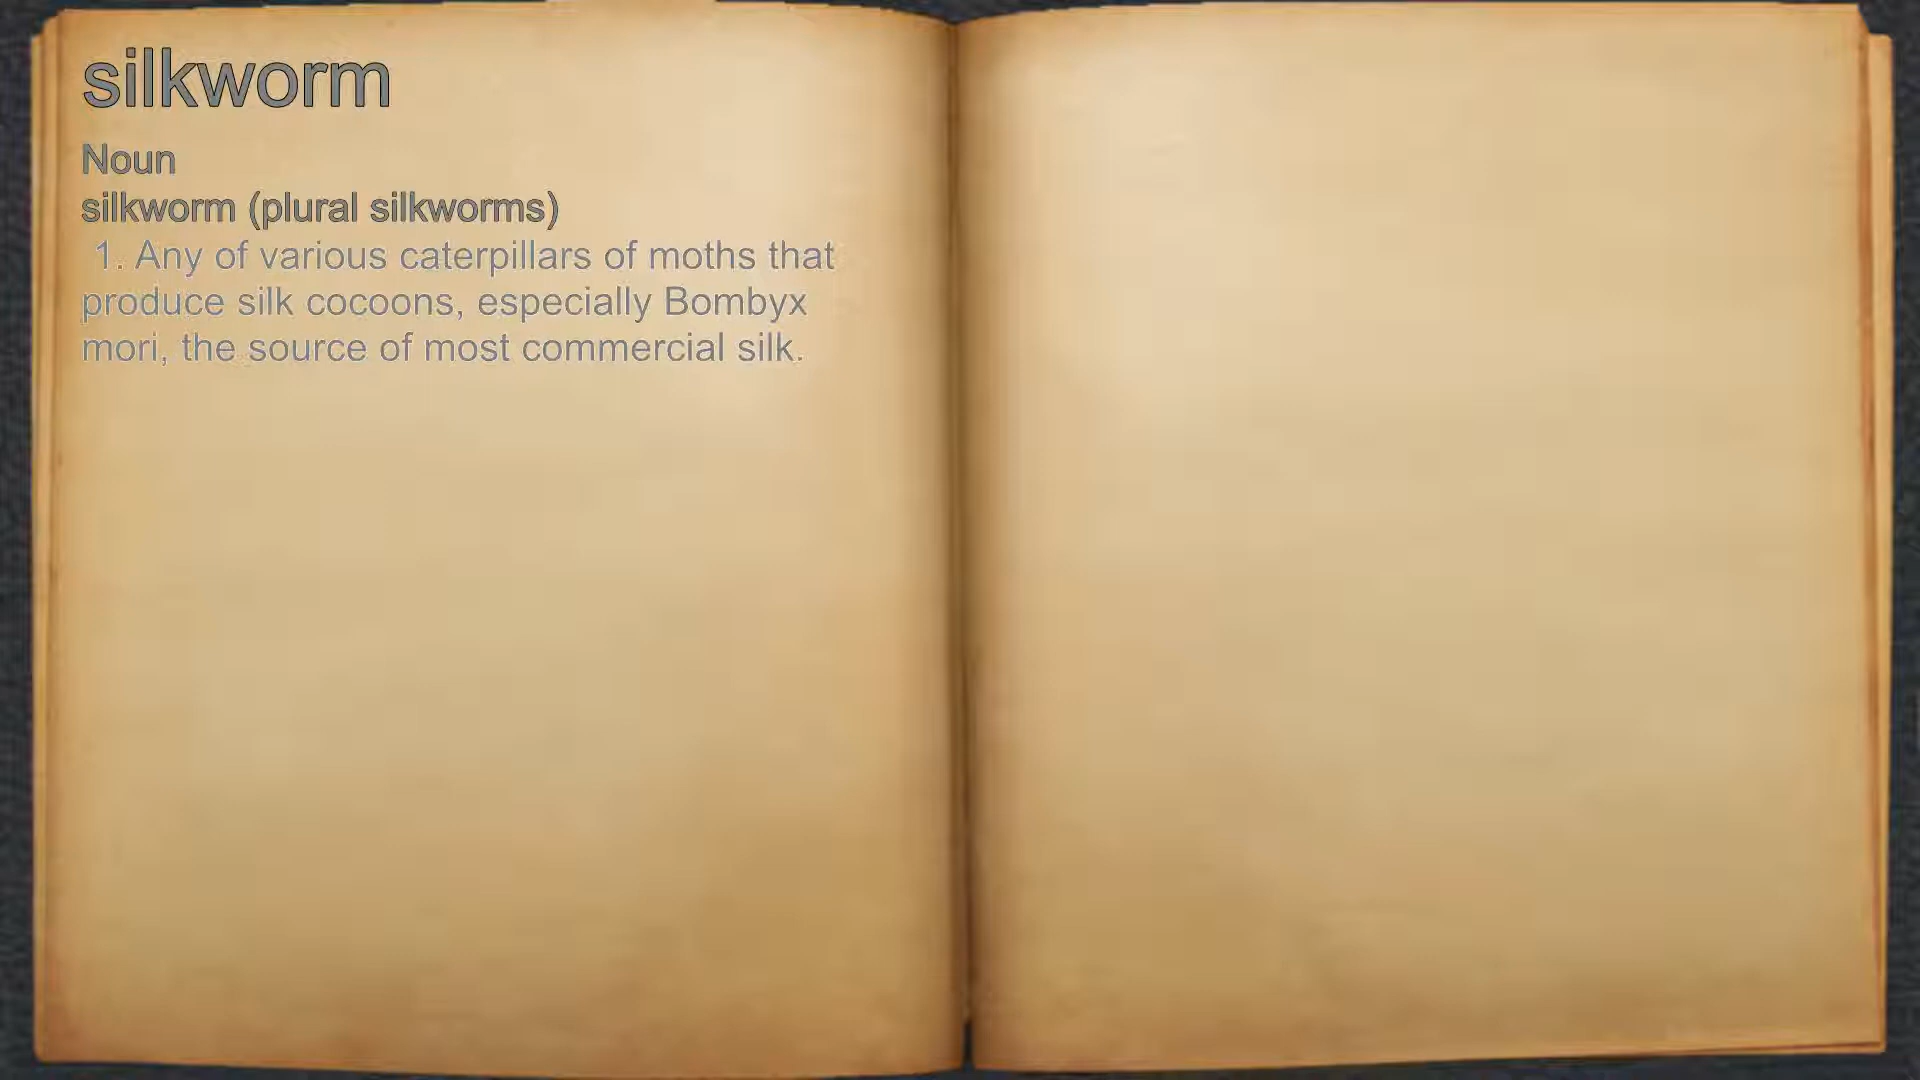 silkworm
Noun
silkworm (plural silkworms)
1. Any of various caterpillars of moths that
produce silk cocoons, especially Bombyx
mori, the source of most commercial silk.